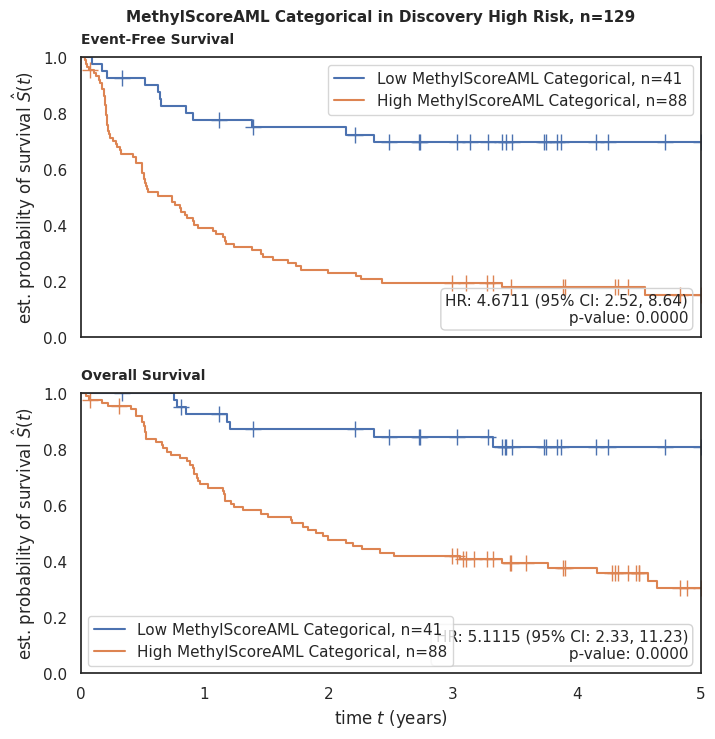 MethylScoreAML Categorical in Discovery High Risk, n=129
Event-Free Survival
est. probability of survival $\hat{S}(t)$
1.0
0.8
0.6
0.4
0.2
0.0
Low MethylScoreAML Categorical, n=41
High MethylScoreAML Categorical, n=88
HR: 4.6711 (95% CI: 2.52, 8.64)
p-value: 0.0000
Overall Survival
est. probability of survival $\hat{S}(t)$
1.0
0.8
0.6
0.4
0.2
0.0
Low MethylScoreAML Categorical, n=41
High MethylScoreAML Categorical, n=88
HR: 5.1115 (95% CI: 2.33, 11.23)
p-value: 0.0000
0 1 2 3 4 5
time t (years)